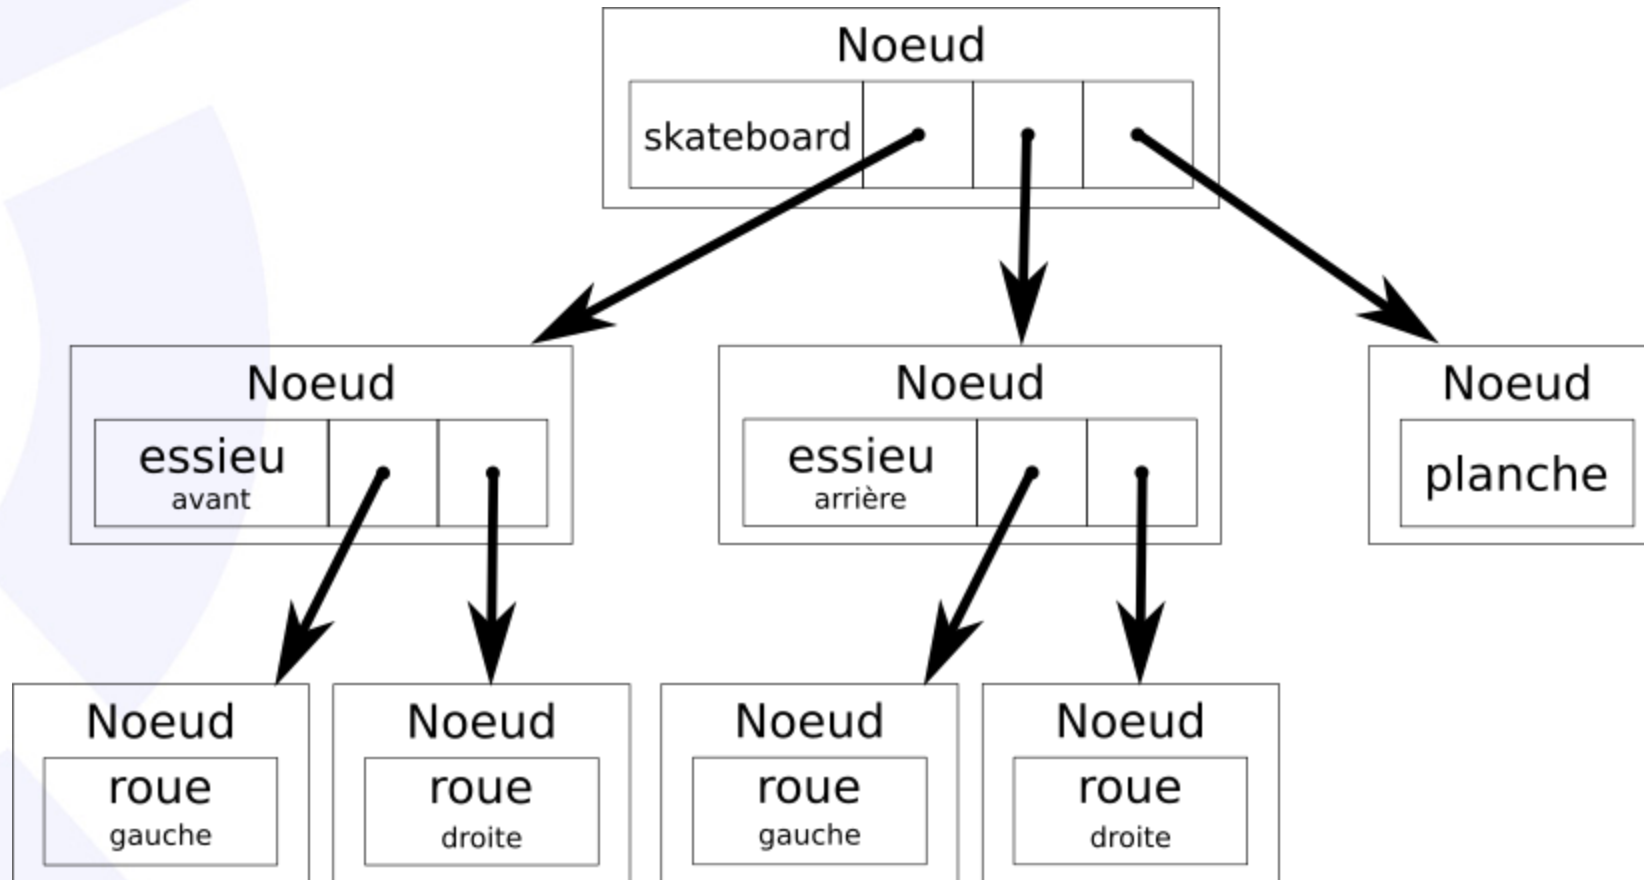 Noeud
skateboard
Noeud
essieu
avant
Noeud
essieu
arrière
Noeud
planche
Noeud
roue
gauche
Noeud
roue
droite
Noeud
roue
gauche
Noeud
roue
droite